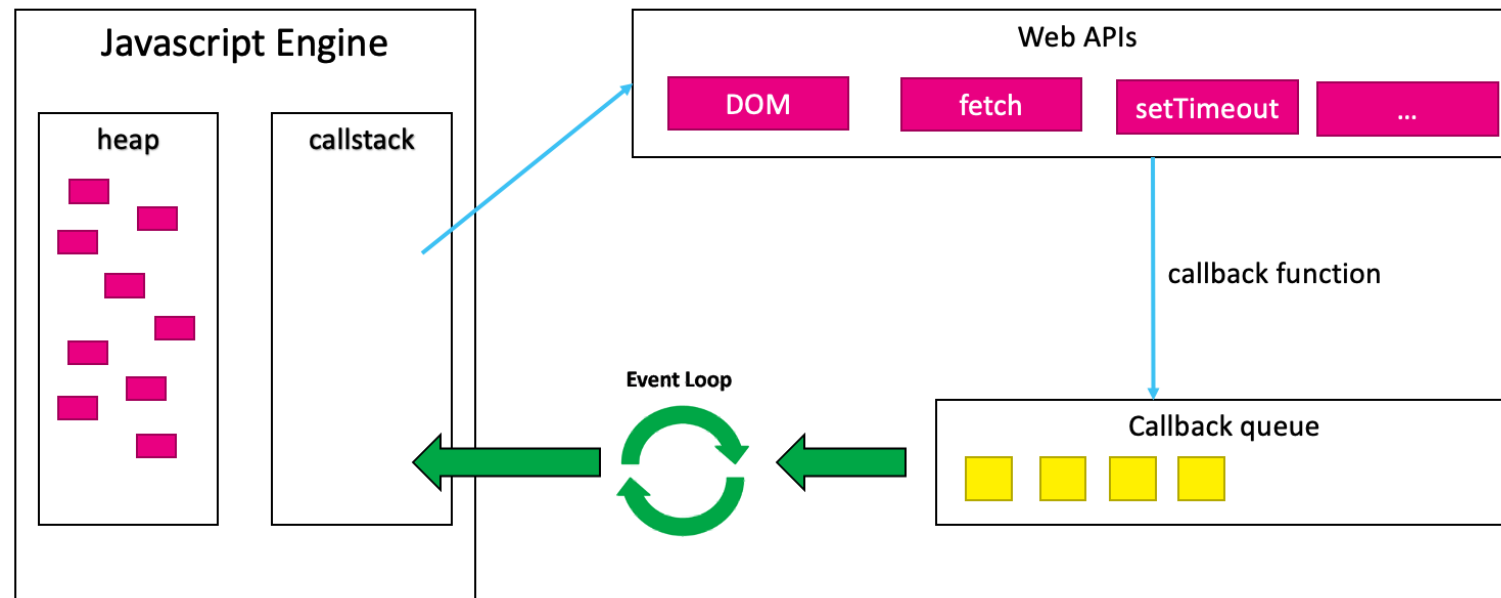 Javascript Engine
heap
callstack
Web APIs
DOM
fetch
setTimeout
...
callback function
Event Loop
Callback queue